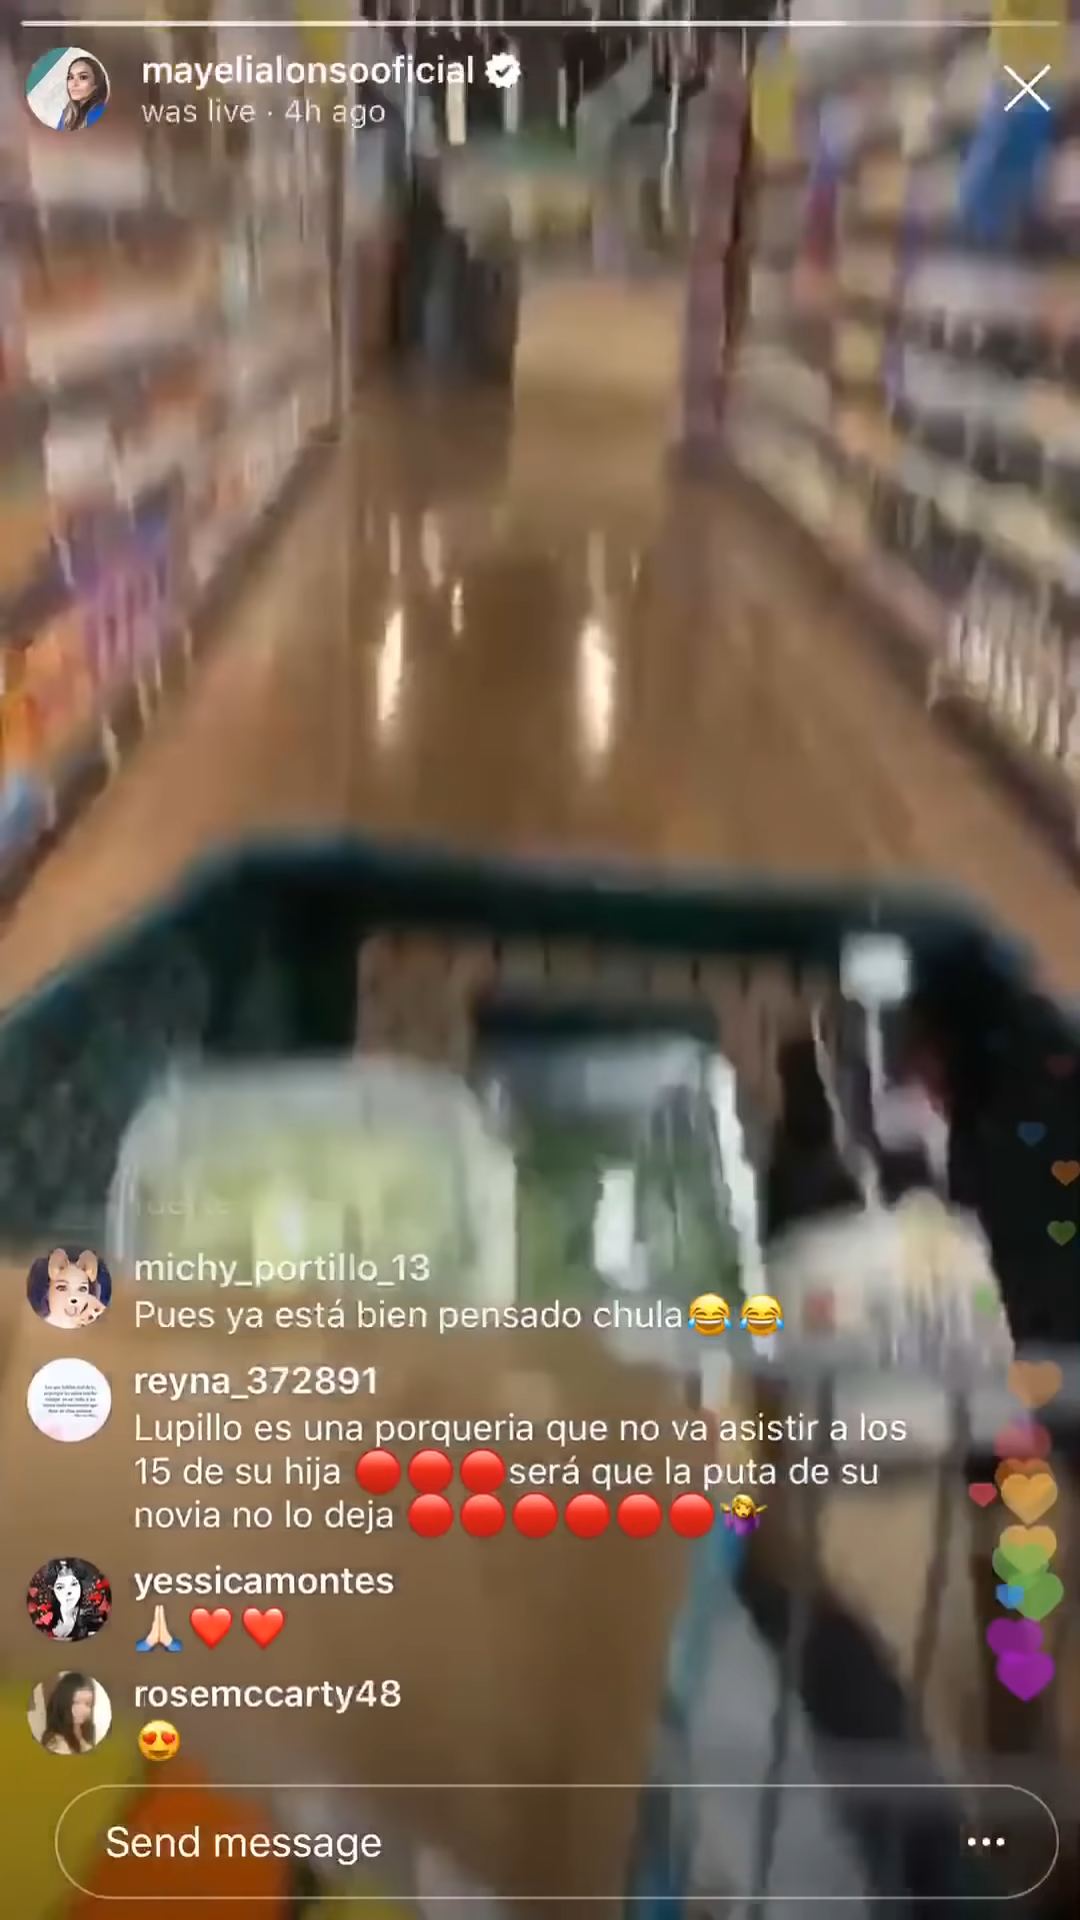 mayelialonsooficial
was live · 4h ago
michy_portillo_13
Pues ya está bien pensado chula😂😂
reyna_372891
Lupillo es una porqueria que no va asistir a los
15 de su hija 🔴🔴🔴será que la puta de su
novia no lo deja 🔴🔴🔴🔴🔴🔴🤷‍♀️
yessicamontes
🙏🏻❤️❤️
rosemccarty48
😍
Send message